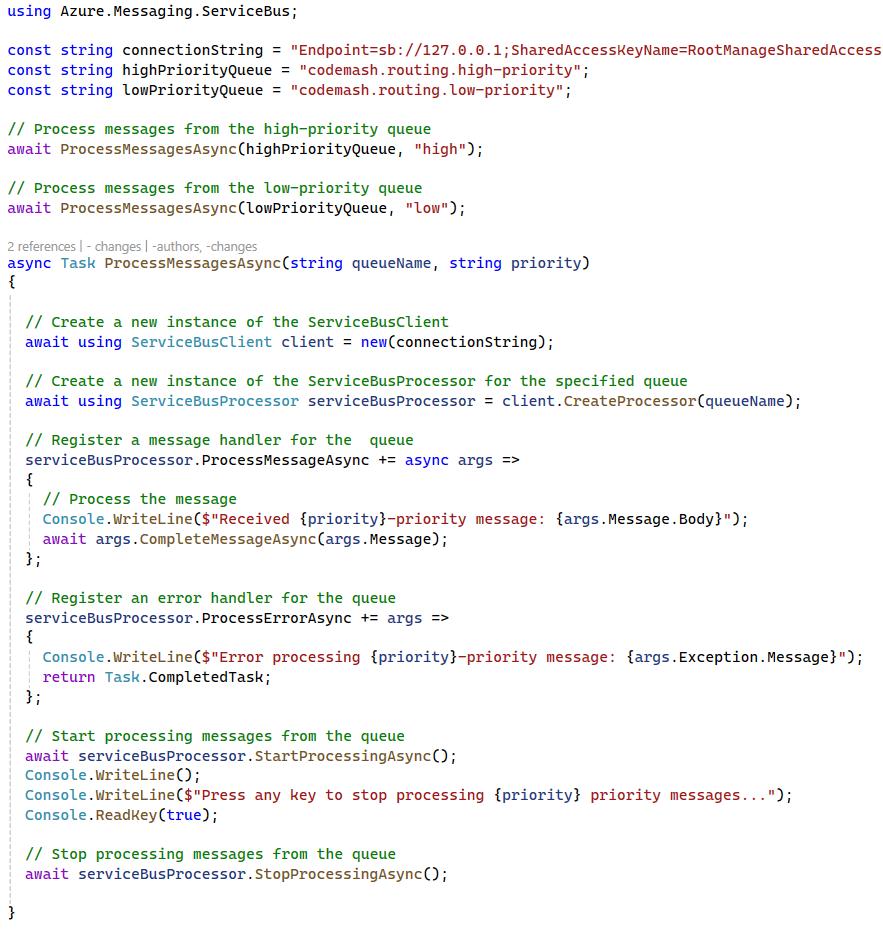 using Azure.Messaging.ServiceBus;
const string connectionString = "Endpoint=sb://127.0.0.1;SharedAccessKeyName=RootManageSharedAccess
const string highPriorityQueue = "codemash.routing.high-priority";
const string lowPriorityQueue = "codemash.routing.low-priority";
// Process messages from the high-priority queue
await ProcessMessagesAsync(highPriorityQueue, "high");
// Process messages from the low-priority queue
await ProcessMessagesAsync(lowPriorityQueue, "low");
2 references | - changes | -authors, -changes
async Task ProcessMessagesAsync(string queueName, string priority)
{
// Create a new instance of the ServiceBusClient
await using ServiceBusClient client = new(connectionString);
// Create a new instance of the ServiceBusProcessor for the specified queue
await using ServiceBusProcessor serviceBusProcessor = client.CreateProcessor(queueName);
// Register a message handler for the  queue
serviceBusProcessor.ProcessMessageAsync += async args =>
{
// Process the message
Console.WriteLine($"Received {priority}-priority message: {args.Message.Body}");
await args.CompleteMessageAsync(args.Message);
};
// Register an error handler for the queue
serviceBusProcessor.ProcessErrorAsync += args =>
{
Console.WriteLine($"Error processing {priority}-priority message: {args.Exception.Message}");
return Task.CompletedTask;
};
// Start processing messages from the queue
await serviceBusProcessor.StartProcessingAsync();
Console.WriteLine();
Console.WriteLine($"Press any key to stop processing {priority} priority messages...");
Console.ReadKey(true);
// Stop processing messages from the queue
await serviceBusProcessor.StopProcessingAsync();
}